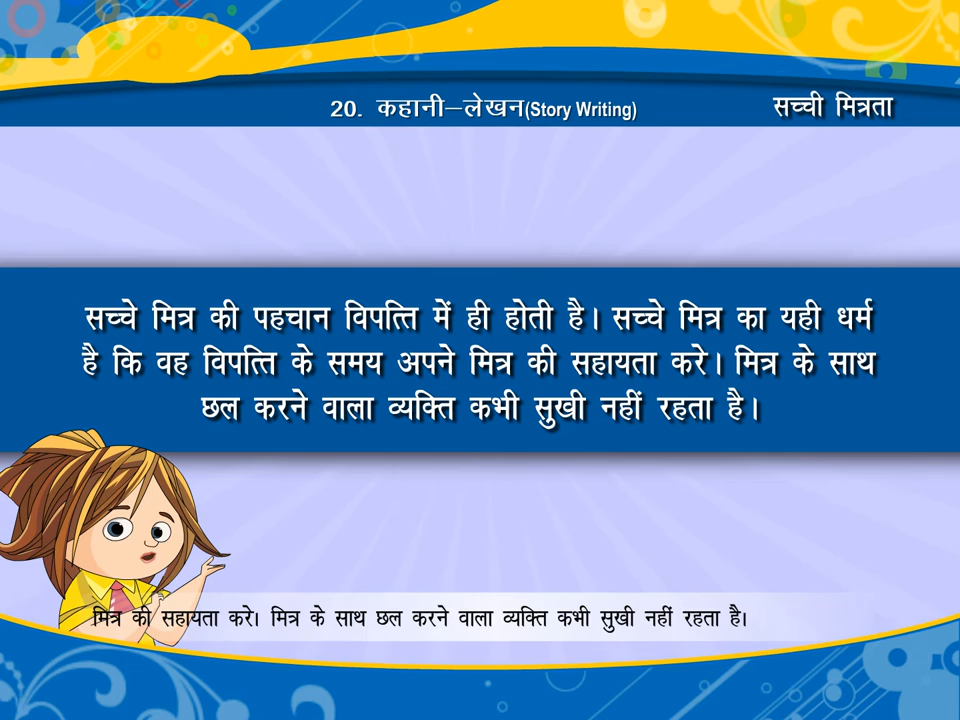 20. कहानी–लेखन(Story Writing)
सच्ची मित्रता
सच्चे मित्र की पहचान विपत्ति में ही होती है। सच्चे मित्र का यही धर्म
है कि वह विपत्ति के समय अपने मित्र की सहायता करे। मित्र के साथ
छल करने वाला व्यक्ति कभी सुखी नहीं रहता है।
मित्र की सहायता करे। मित्र के साथ छल करने वाला व्यक्ति कभी सुखी नहीं रहता है।